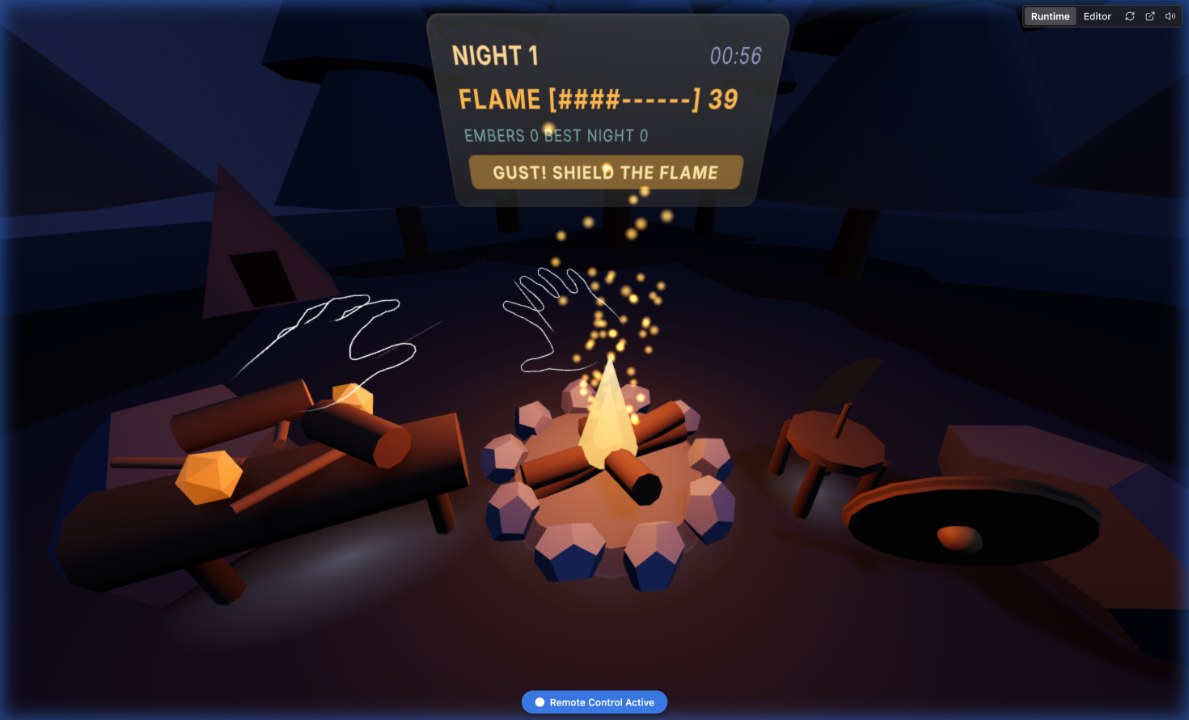 Runtime Editor
NIGHT 1 00:56
FLAME [####------] 39
EMBERS 0 BEST NIGHT 0
GUST! SHIELD THE FLAME
Remote Control Active